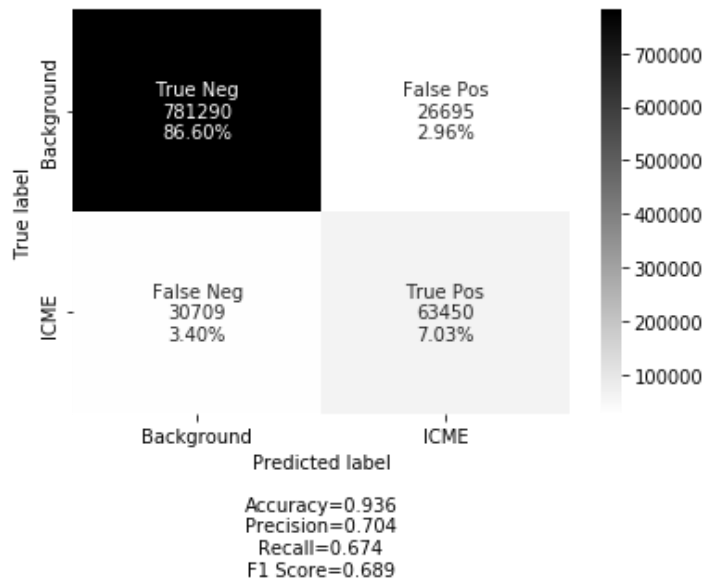 True Neg
781290
86.60%
False Pos
26695
2.96%
False Neg
30709
3.40%
True Pos
63450
7.03%
Background
ICME
True label
Background
ICME
Predicted label
700000
600000
500000
400000
300000
200000
100000
Accuracy=0.936
Precision=0.704
Recall=0.674
F1 Score=0.689